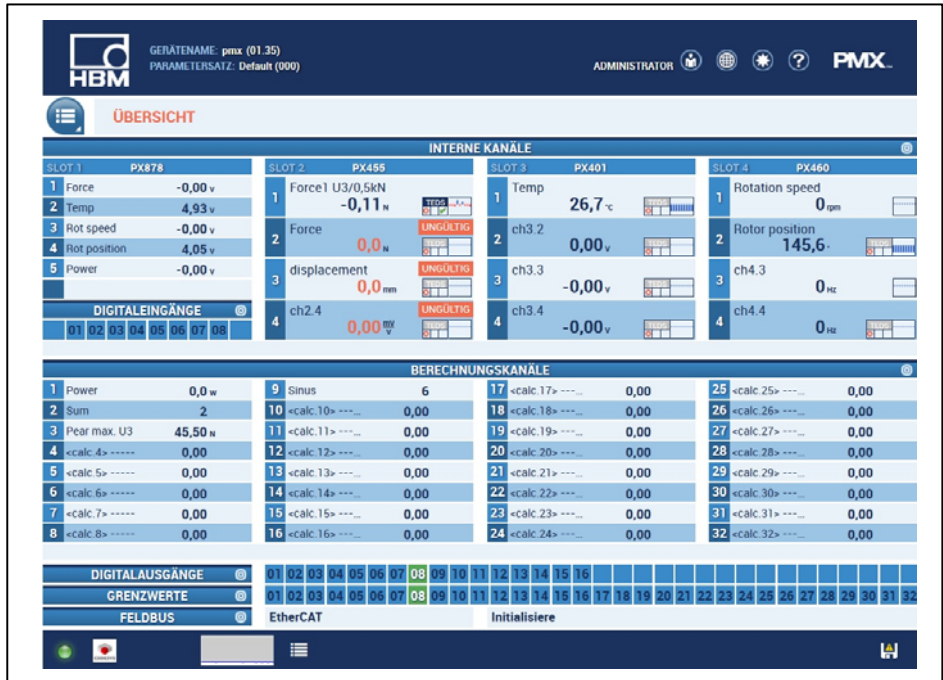 HBM
GERÄTENAME: pmx (01.35)
PARAMETERSATZ: Default (000)
ADMINISTRATOR
?
PMX
ÜBERSICHT
INTERNE KANÄLE
SLOT 1 PX878
1 Force -0,00 V
2 Temp 4,93 V
3 Rot speed -0,00 V
4 Rot position 4,05 V
5 Power -0,00 V
DIGITALEINGÄNGE
01 02 03 04 05 06 07 08
SLOT 2 PX455
1 Force1 U3/0,5kN
-0,11 N TEDS
2 Force UNGÜLTIG
0,0 N TEDS
3 displacement UNGÜLTIG
0,0 mm TEDS
4 ch2.4 UNGÜLTIG
0,00 mV/V TEDS
SLOT 3 PX401
1 Temp
26,7 °C TEDS
2 ch3.2
0,00 V TEDS
3 ch3.3
-0,00 V TEDS
4 ch3.4
-0,00 V TEDS
SLOT 4 PX460
1 Rotation speed
0 rpm
2 Rotor position
145,6 ° TEDS
3 ch4.3
0 Hz
4 ch4.4
0 Hz TEDS
BERECHNUNGSKANÄLE
1 Power 0,0 W
2 Sum 2
3 Pear max. U3 45,50 N
4 <calc.4> ----- 0,00
5 <calc.5> ----- 0,00
6 <calc.6> ----- 0,00
7 <calc.7> ----- 0,00
8 <calc.8> ----- 0,00
9 Sinus 6
10 <calc.10> ---... 0,00
11 <calc.11> ---... 0,00
12 <calc.12> ---... 0,00
13 <calc.13> ---... 0,00
14 <calc.14> ---... 0,00
15 <calc.15> ---... 0,00
16 <calc.16> ---... 0,00
17 <calc.17> ---... 0,00
18 <calc.18> ---... 0,00
19 <calc.19> ---... 0,00
20 <calc.20> ---... 0,00
21 <calc.21> ---... 0,00
22 <calc.22> ---... 0,00
23 <calc.23> ---... 0,00
24 <calc.24> ---... 0,00
25 <calc.25> ---... 0,00
26 <calc.26> ---... 0,00
27 <calc.27> ---... 0,00
28 <calc.28> ---... 0,00
29 <calc.29> ---... 0,00
30 <calc.30> ---... 0,00
31 <calc.31> ---... 0,00
32 <calc.32> ---... 0,00
DIGITALAUSGÄNGE 01 02 03 04 05 06 07 08 09 10 11 12 13 14 15 16
GRENZWERTE 01 02 03 04 05 06 07 08 09 10 11 12 13 14 15 16 17 18 19 20 21 22 23 24 25 26 27 28 29 30 31 32
FELDBUS EtherCAT Initialisiere